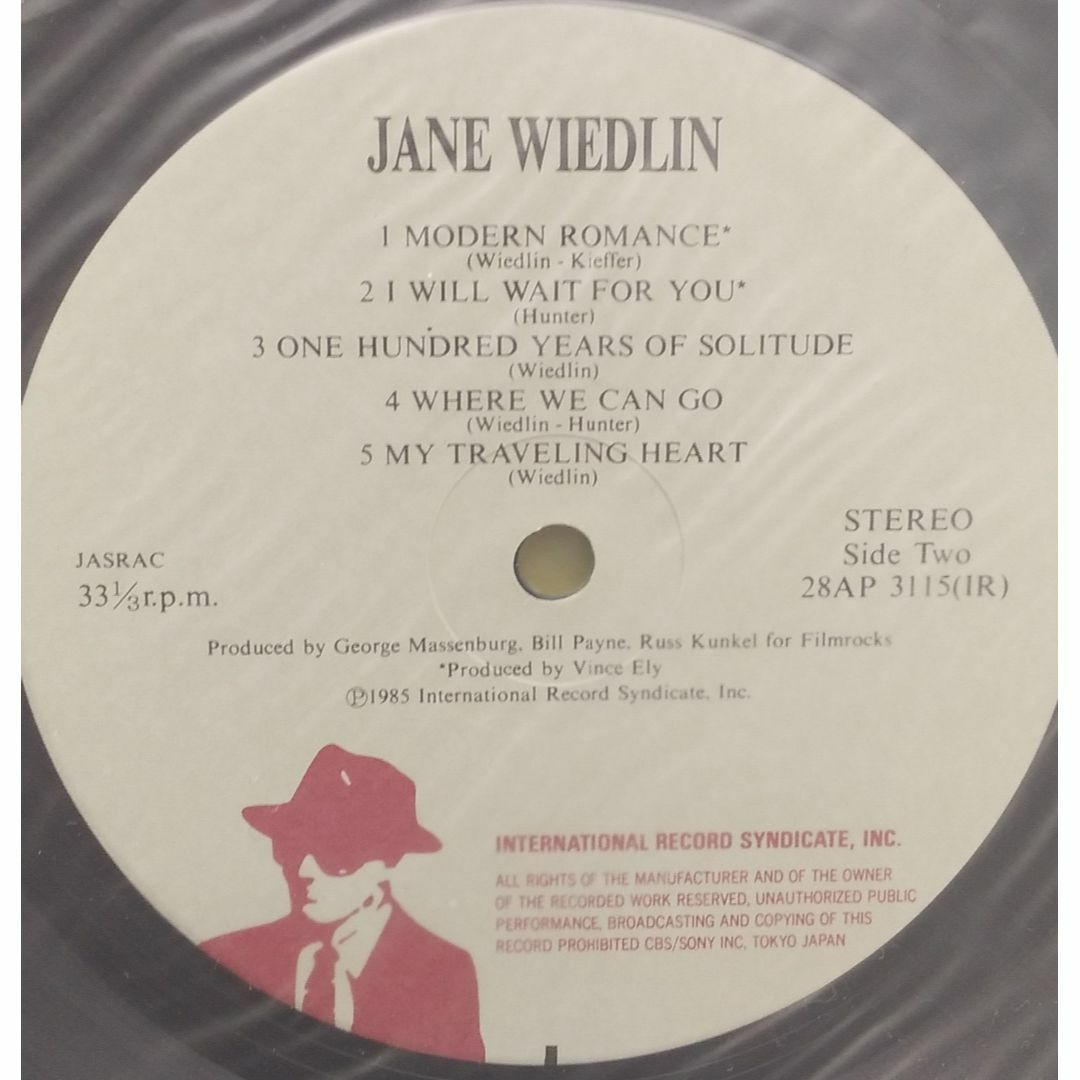 JANE WIEDLIN
1 MODERN ROMANCE*
(Wiedlin - Kieffer)
2 I WILL WAIT FOR YOU*
(Hunter)
3 ONE HUNDRED YEARS OF SOLITUDE
(Wiedlin)
4 WHERE WE CAN GO
(Wiedlin - Hunter)
5 MY TRAVELING HEART
(Wiedlin)
JASRAC
33⅓r.p.m.
STEREO
Side Two
28AP 3115(IR)
Produced by George Massenburg, Bill Payne, Russ Kunkel for Filmrocks
*Produced by Vince Ely
Ⓟ1985 International Record Syndicate, Inc.
INTERNATIONAL RECORD SYNDICATE, INC.
ALL RIGHTS OF THE MANUFACTURER AND OF THE OWNER
OF THE RECORDED WORK RESERVED, UNAUTHORIZED PUBLIC
PERFORMANCE, BROADCASTING AND COPYING OF THIS
RECORD PROHIBITED CBS/SONY INC, TOKYO JAPAN